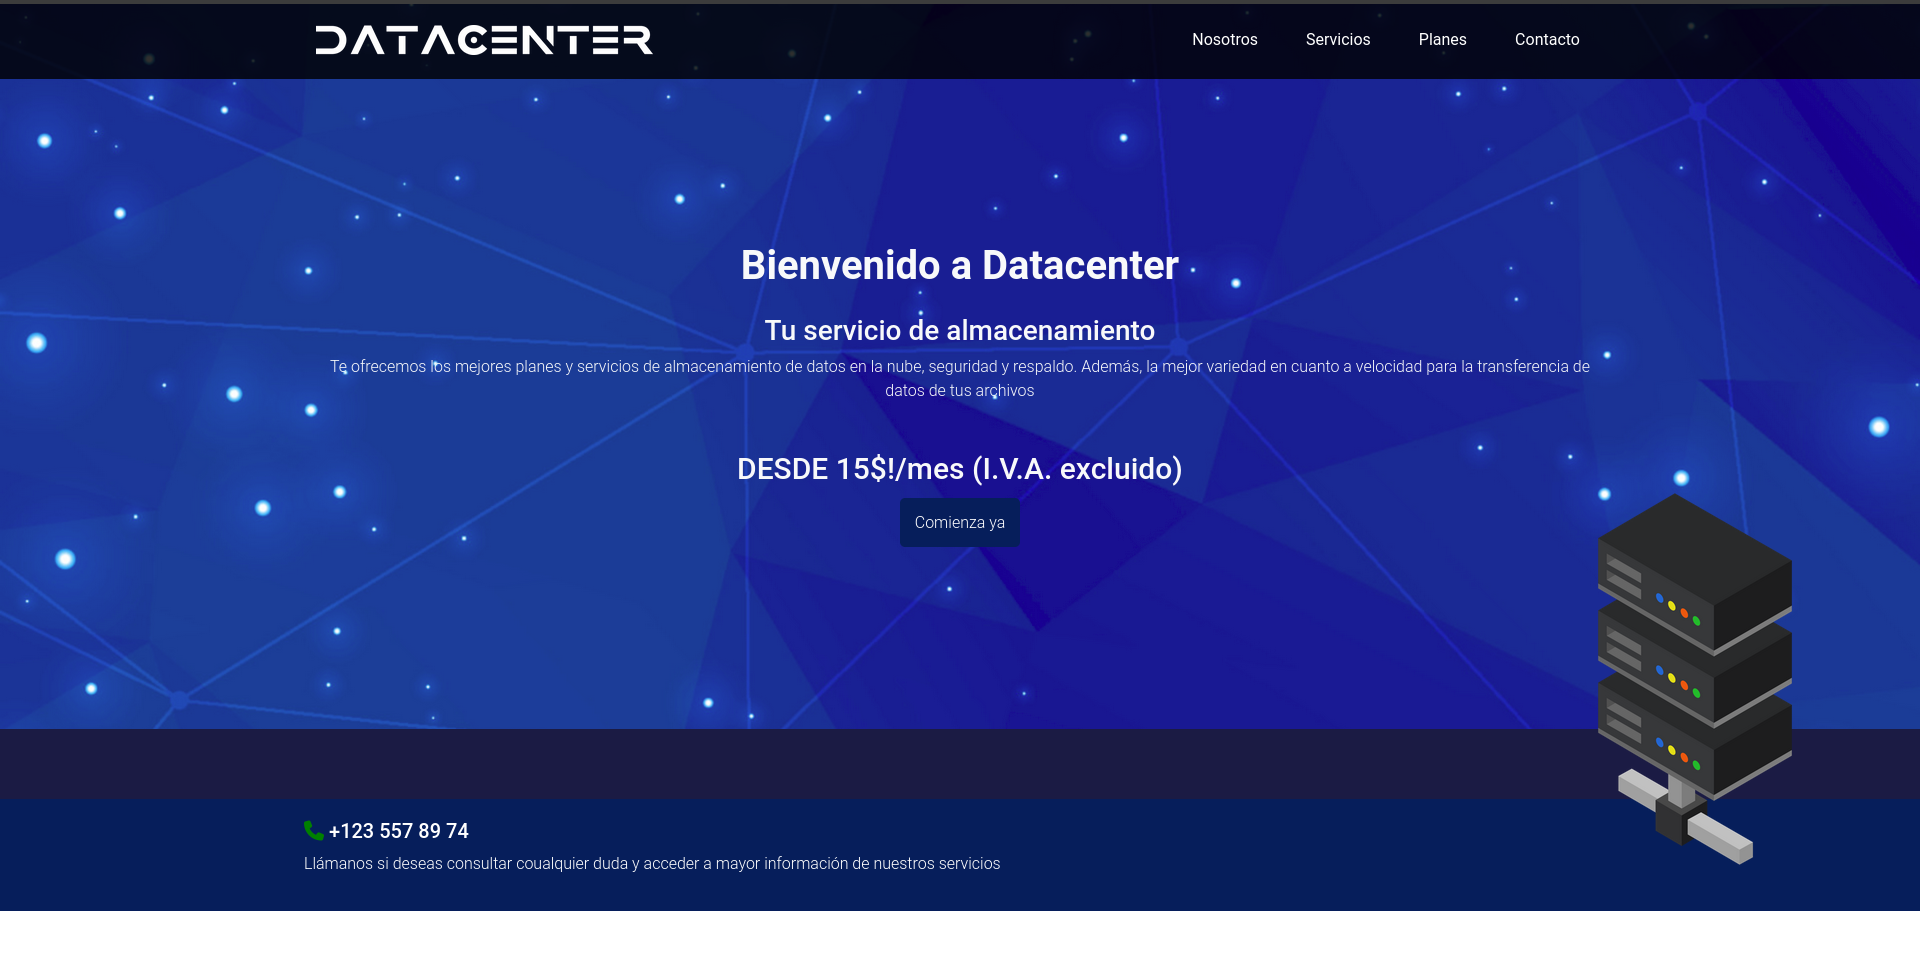 DATACENTER
Nosotros Servicios Planes Contacto
Bienvenido a Datacenter
Tu servicio de almacenamiento
Te ofrecemos los mejores planes y servicios de almacenamiento de datos en la nube, seguridad y respaldo. Además, la mejor variedad en cuanto a velocidad para la transferencia de
datos de tus archivos
DESDE 15$!/mes (I.V.A. excluido)
Comienza ya
+123 557 89 74
Llámanos si deseas consultar coualquier duda y acceder a mayor información de nuestros servicios